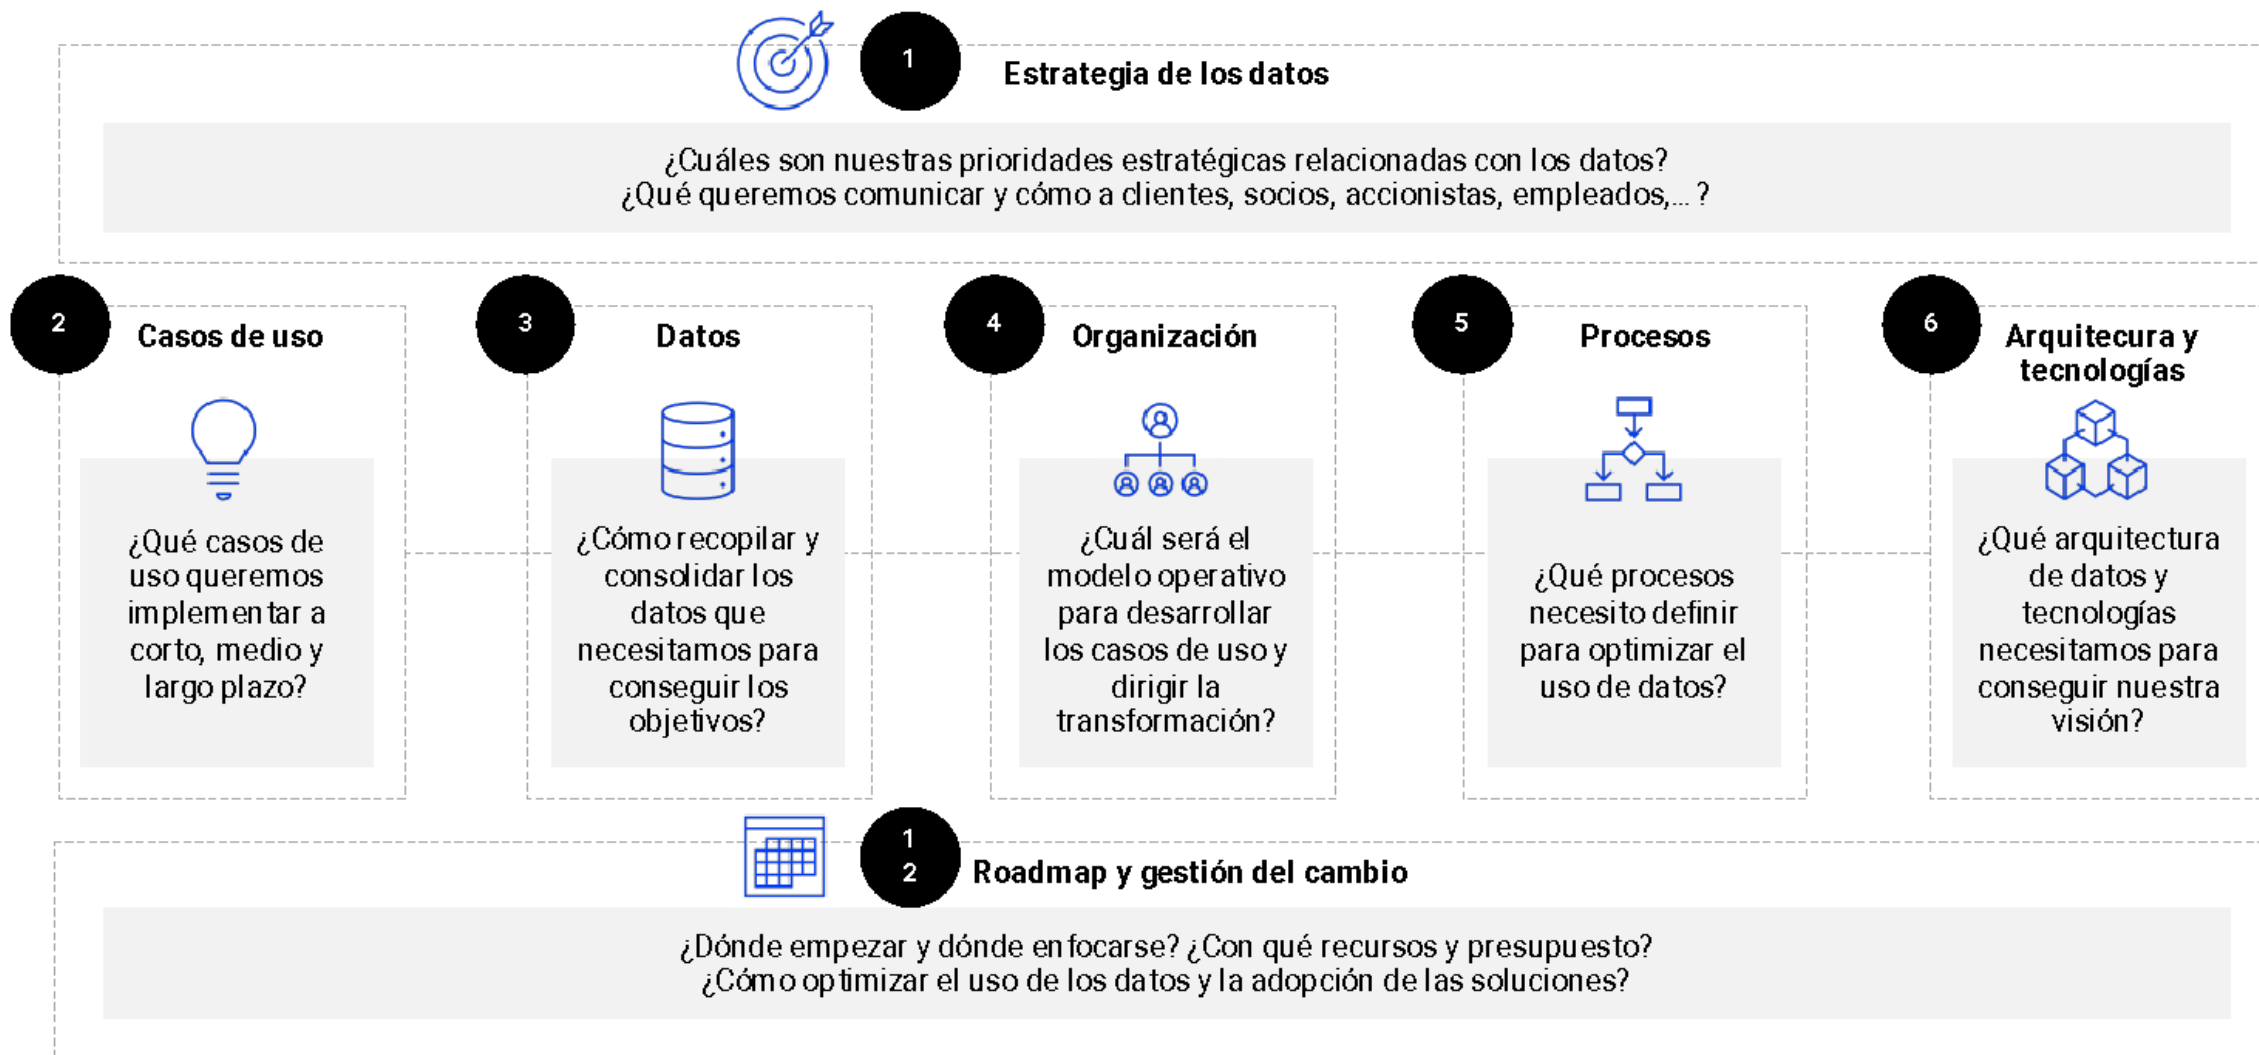 1
Estrategia de los datos
¿Cuáles son nuestras prioridades estratégicas relacionadas con los datos?
¿Qué queremos comunicar y cómo a clientes, socios, accionistas, empleados,...?
2
Casos de uso
¿Qué casos de
uso queremos
implementar a
corto, medio y
largo plazo?
3
Datos
¿Cómo recopilar y
consolidar los
datos que
necesitamos para
conseguir los
objetivos?
4
Organización
¿Cuál será el
modelo operativo
para desarrollar
los casos de uso y
dirigir la
transformación?
5
Procesos
¿Qué procesos
necesito definir
para optimizar el
uso de datos?
6
Arquitecura y
tecnologías
¿Qué arquitectura
de datos y
tecnologías
necesitamos para
conseguir nuestra
visión?
1
2
Roadmap y gestión del cambio
¿Dónde empezar y dónde enfocarse? ¿Con qué recursos y presupuesto?
¿Cómo optimizar el uso de los datos y la adopción de las soluciones?